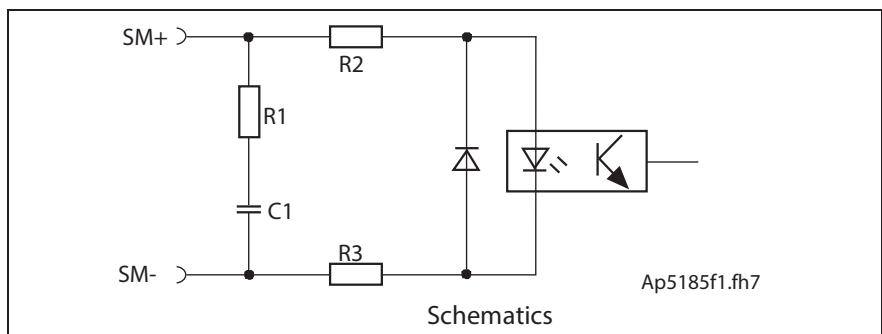 SM+
R2
R1
C1
R3
SM-
Ap5185f1.fh7
Schematics